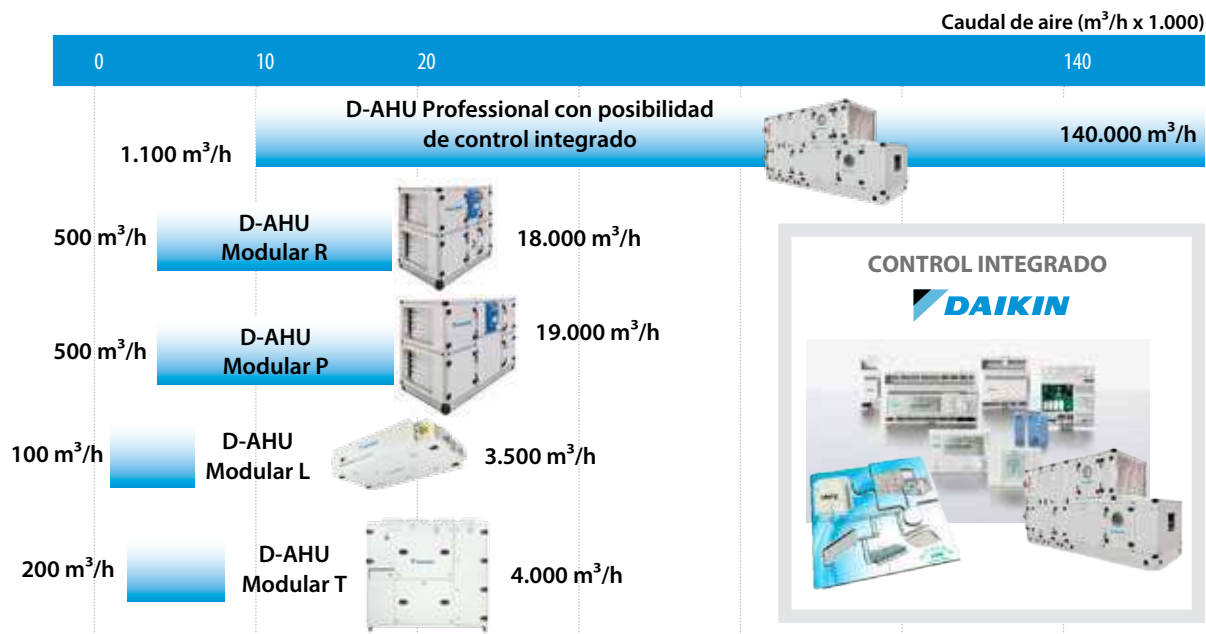 Caudal de aire (m³/h x 1.000)
0 10 20 140
D-AHU Professional con posibilidad
de control integrado
1.100 m³/h
140.000 m³/h
500 m³/h
D-AHU
Modular R
18.000 m³/h
500 m³/h
D-AHU
Modular P
19.000 m³/h
100 m³/h
D-AHU
Modular L
3.500 m³/h
200 m³/h
D-AHU
Modular T
4.000 m³/h
CONTROL INTEGRADO
DAIKIN